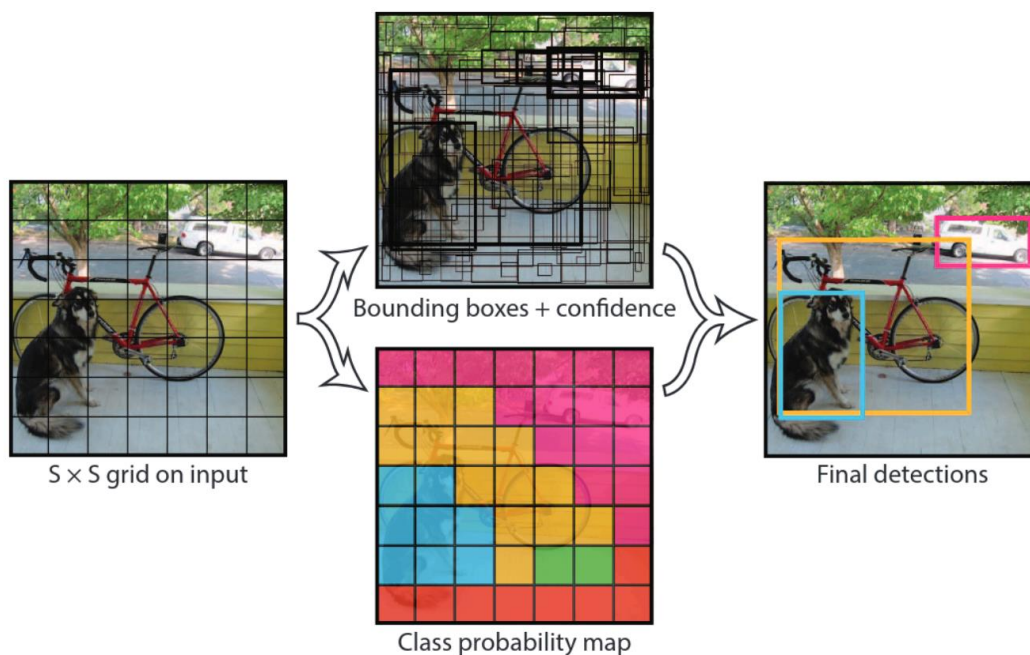 S × S grid on input
Bounding boxes + confidence
Class probability map
Final detections